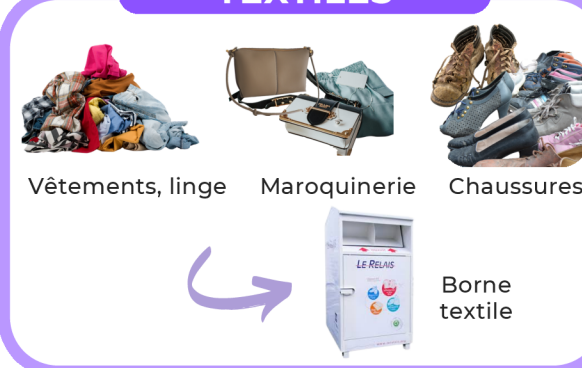 TEXTILES
Vêtements, linge
Maroquinerie
Chaussures
LE RELAIS
Borne
textile